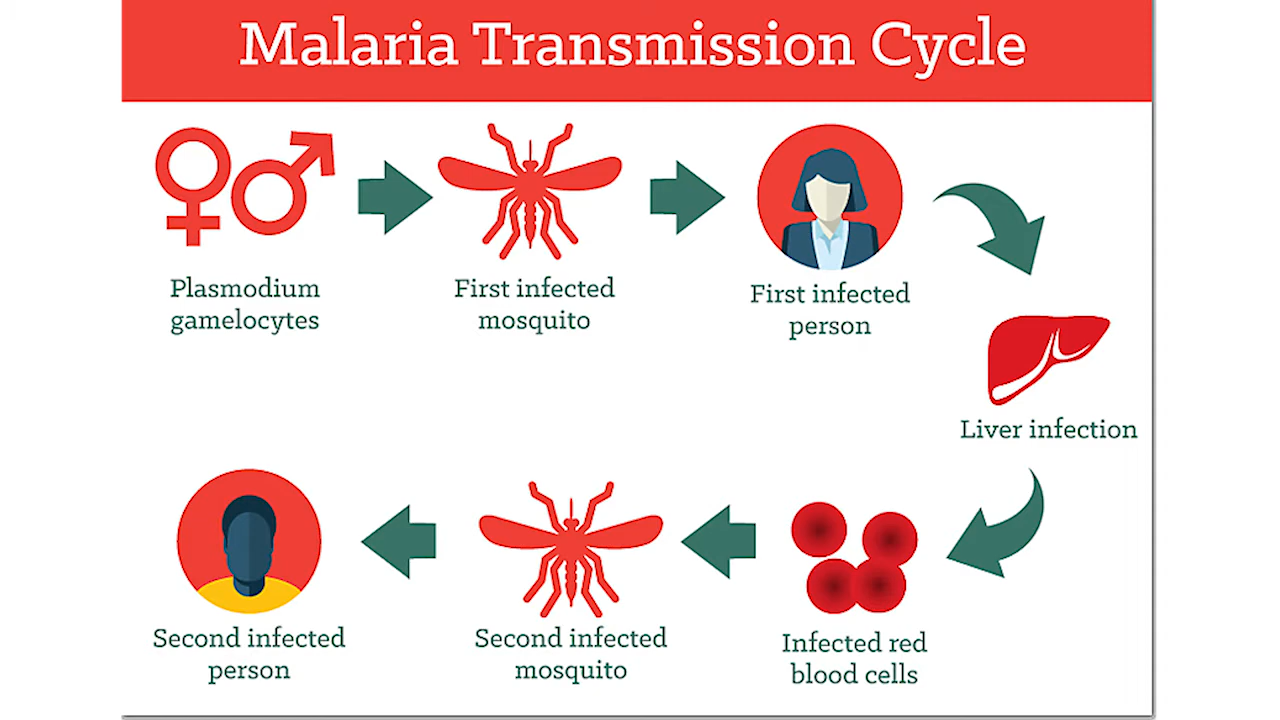 Malaria Transmission Cycle
Plasmodium
gamelocytes
First infected
mosquito
First infected
person
Liver infection
Infected red
blood cells
Second infected
mosquito
Second infected
person